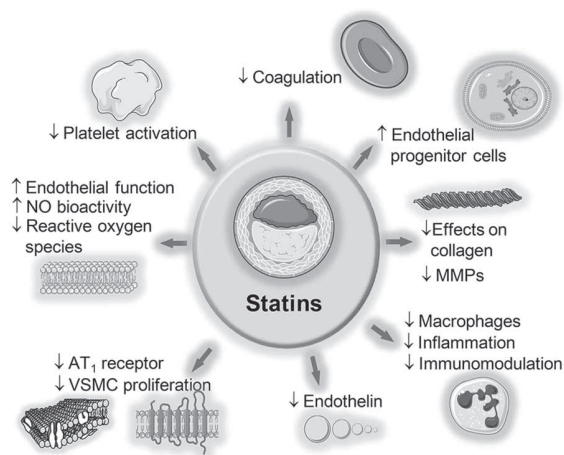 ↓ Coagulation
↓ Platelet activation
↑ Endothelial
progenitor cells
↑ Endothelial function
↑ NO bioactivity
↓ Reactive oxygen
species
↓Effects on
collagen
↓ MMPs
Statins
↓ Macrophages
↓ Inflammation
↓ Immunomodulation
↓ AT₁ receptor
↓ VSMC proliferation
↓ Endothelin